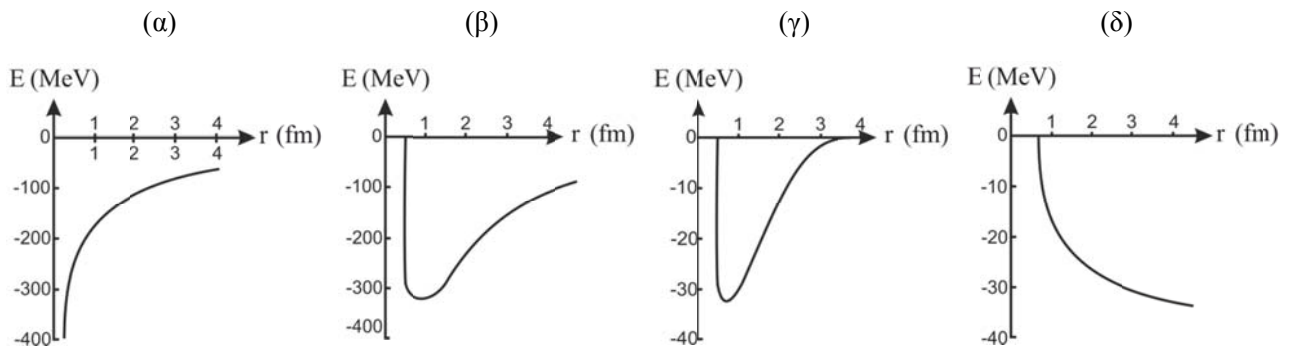 (α) (β) (γ) (δ)
E (MeV) E (MeV) E (MeV) E (MeV)
1 2 3 4 1 2 3 4 1 2 3 4 1 2 3 4
0 r (fm) 0 r (fm) 0 r (fm) 0 r (fm)
1 2 3 4
-100 -100 -10 -10
-200 -200 -20 -20
-300 -300 -30 -30
-400 -400 -40 -40